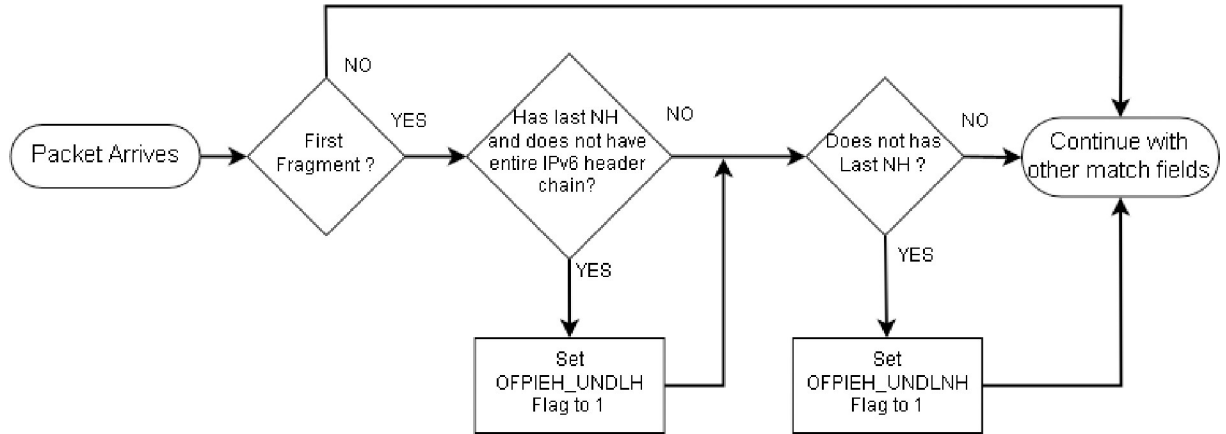 Packet Arrives
First
Fragment ?
NO
YES
Has last NH
and does not have
entire IPv6 header
chain?
NO
YES
Set
OFPIEH_UNDLH
Flag to 1
Does not has
Last NH ?
NO
YES
Set
OFPIEH_UNDLNH
Flag to 1
Continue with
other match fields